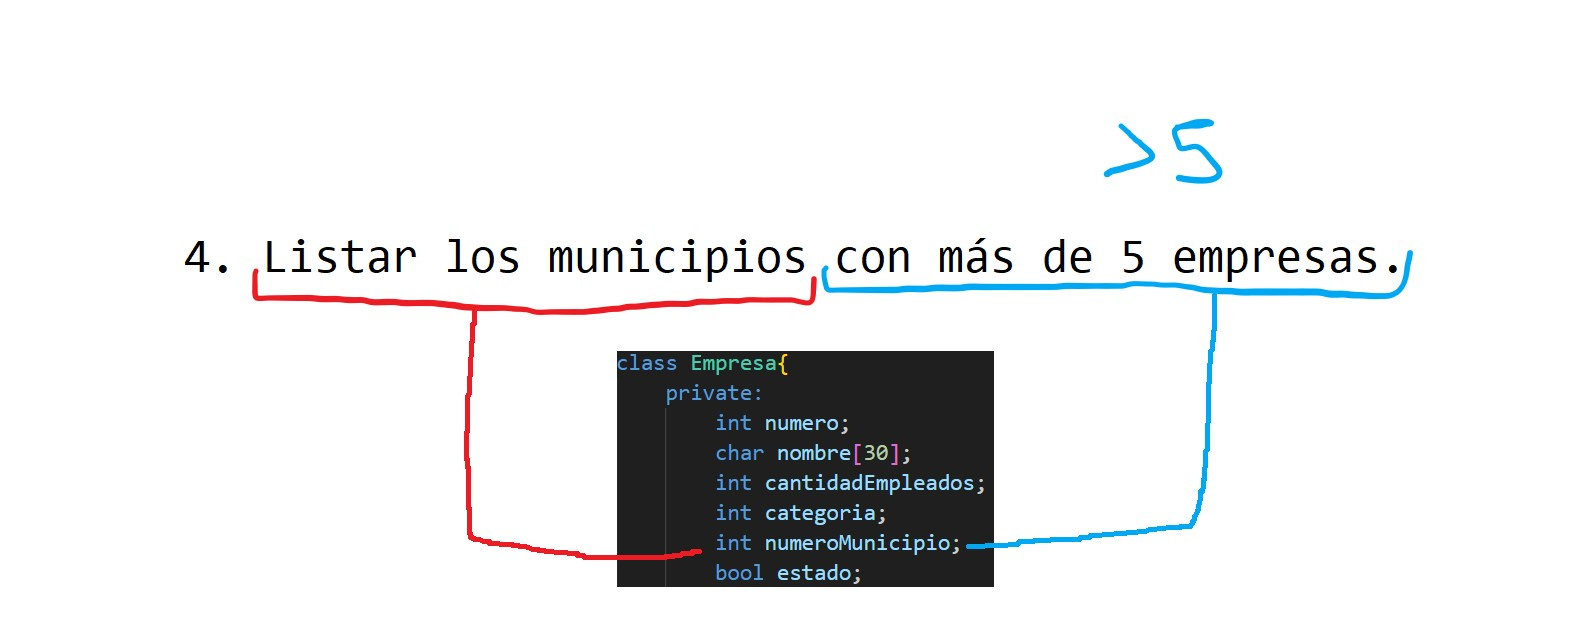 >5
4. Listar los municipios con más de 5 empresas.
class Empresa{
private:
int numero;
char nombre[30];
int cantidadEmpleados;
int categoria;
int numeroMunicipio;
bool estado;